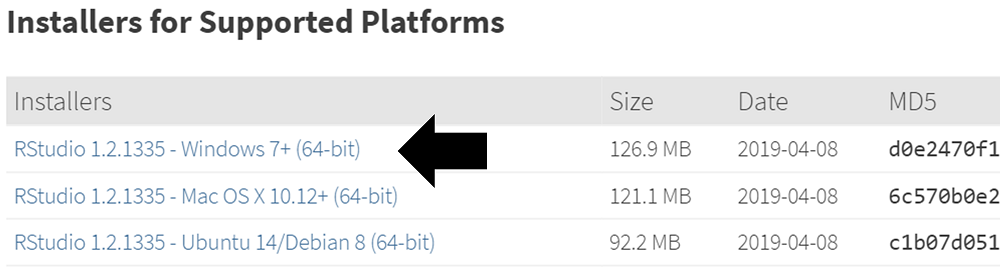 Installers for Supported Platforms
Installers Size Date MD5
RStudio 1.2.1335 - Windows 7+ (64-bit) 126.9 MB 2019-04-08 d0e2470f1
RStudio 1.2.1335 - Mac OS X 10.12+ (64-bit) 121.1 MB 2019-04-08 6c570b0e2
RStudio 1.2.1335 - Ubuntu 14/Debian 8 (64-bit) 92.2 MB 2019-04-08 c1b07d051